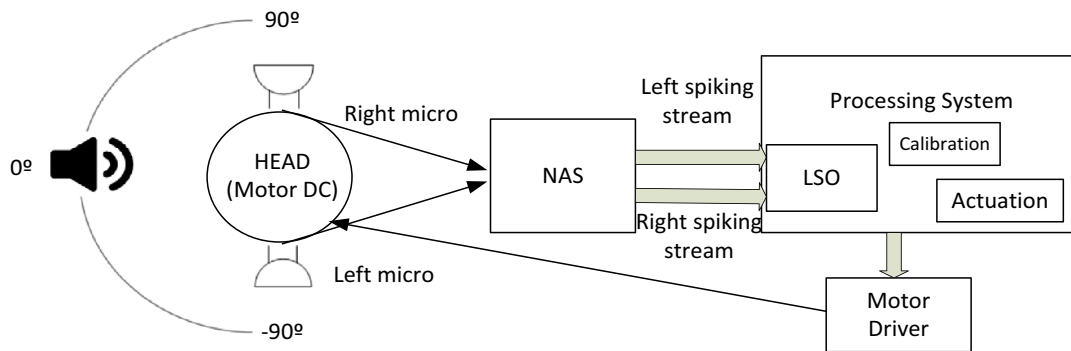 90º
0º
-90º
HEAD
(Motor DC)
Right micro
Left micro
NAS
Left spiking
stream
Right spiking
stream
Processing System
Calibration
LSO
Actuation
Motor
Driver